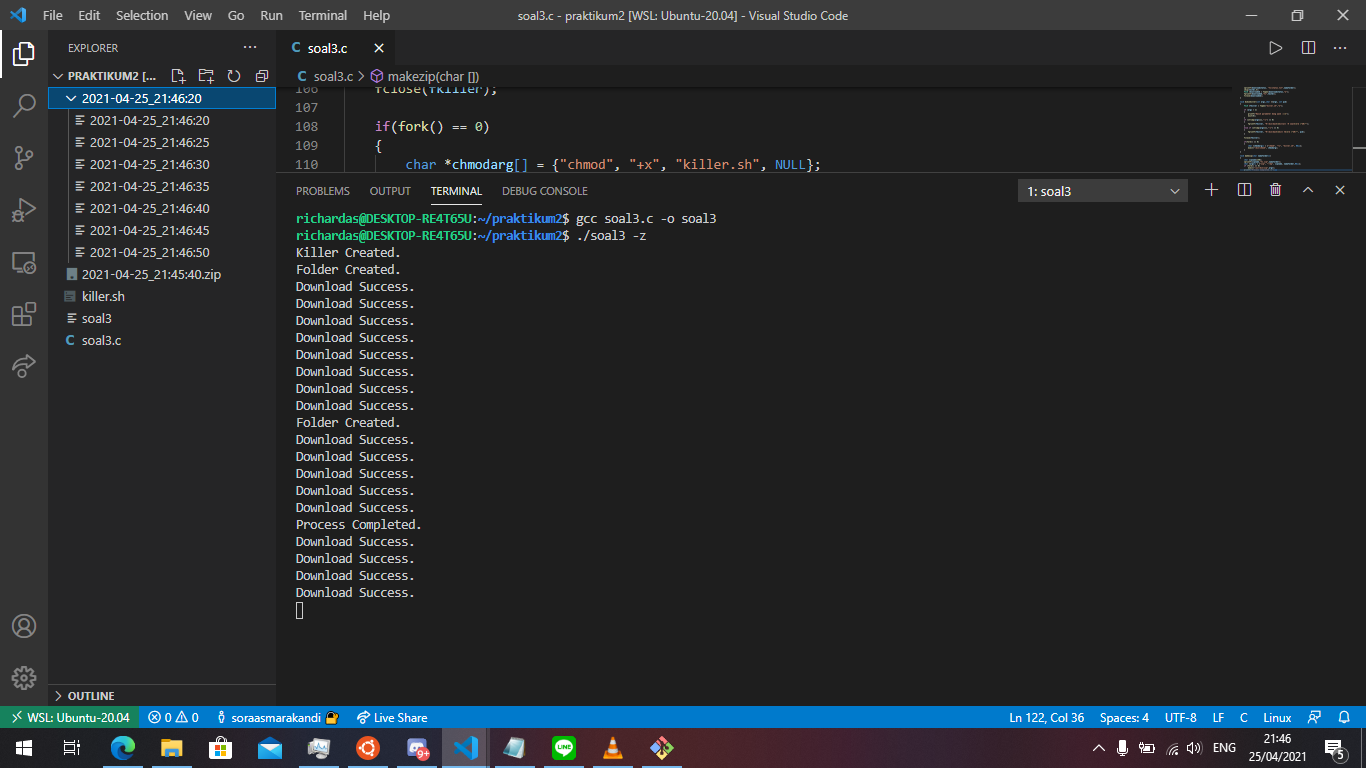 File Edit Selection View Go Run Terminal Help
soal3.c - praktikum2 [WSL: Ubuntu-20.04] - Visual Studio Code
EXPLORER
PRAKTIKUM2 [...
2021-04-25_21:46:20
2021-04-25_21:46:20
2021-04-25_21:46:25
2021-04-25_21:46:30
2021-04-25_21:46:35
2021-04-25_21:46:40
2021-04-25_21:46:45
2021-04-25_21:46:50
2021-04-25_21:45:40.zip
killer.sh
soal3
C soal3.c
OUTLINE
C soal3.c
C soal3.c > makezip(char [])
106 fclose(fkiller);
107
108 if(fork() == 0)
109 {
110 char *chmodarg[] = {"chmod", "+x", "killer.sh", NULL};
PROBLEMS OUTPUT TERMINAL DEBUG CONSOLE
1: soal3
richardas@DESKTOP-RE4T65U:~/praktikum2$ gcc soal3.c -o soal3
richardas@DESKTOP-RE4T65U:~/praktikum2$ ./soal3 -z
Killer Created.
Folder Created.
Download Success.
Download Success.
Download Success.
Download Success.
Download Success.
Download Success.
Download Success.
Download Success.
Folder Created.
Download Success.
Download Success.
Download Success.
Download Success.
Download Success.
Process Completed.
Download Success.
Download Success.
Download Success.
Download Success.
WSL: Ubuntu-20.04 0 0 soraasmarakandi Live Share
Ln 122, Col 36 Spaces: 4 UTF-8 LF C Linux
9+
LINE
ENG
21:46
25/04/2021
5